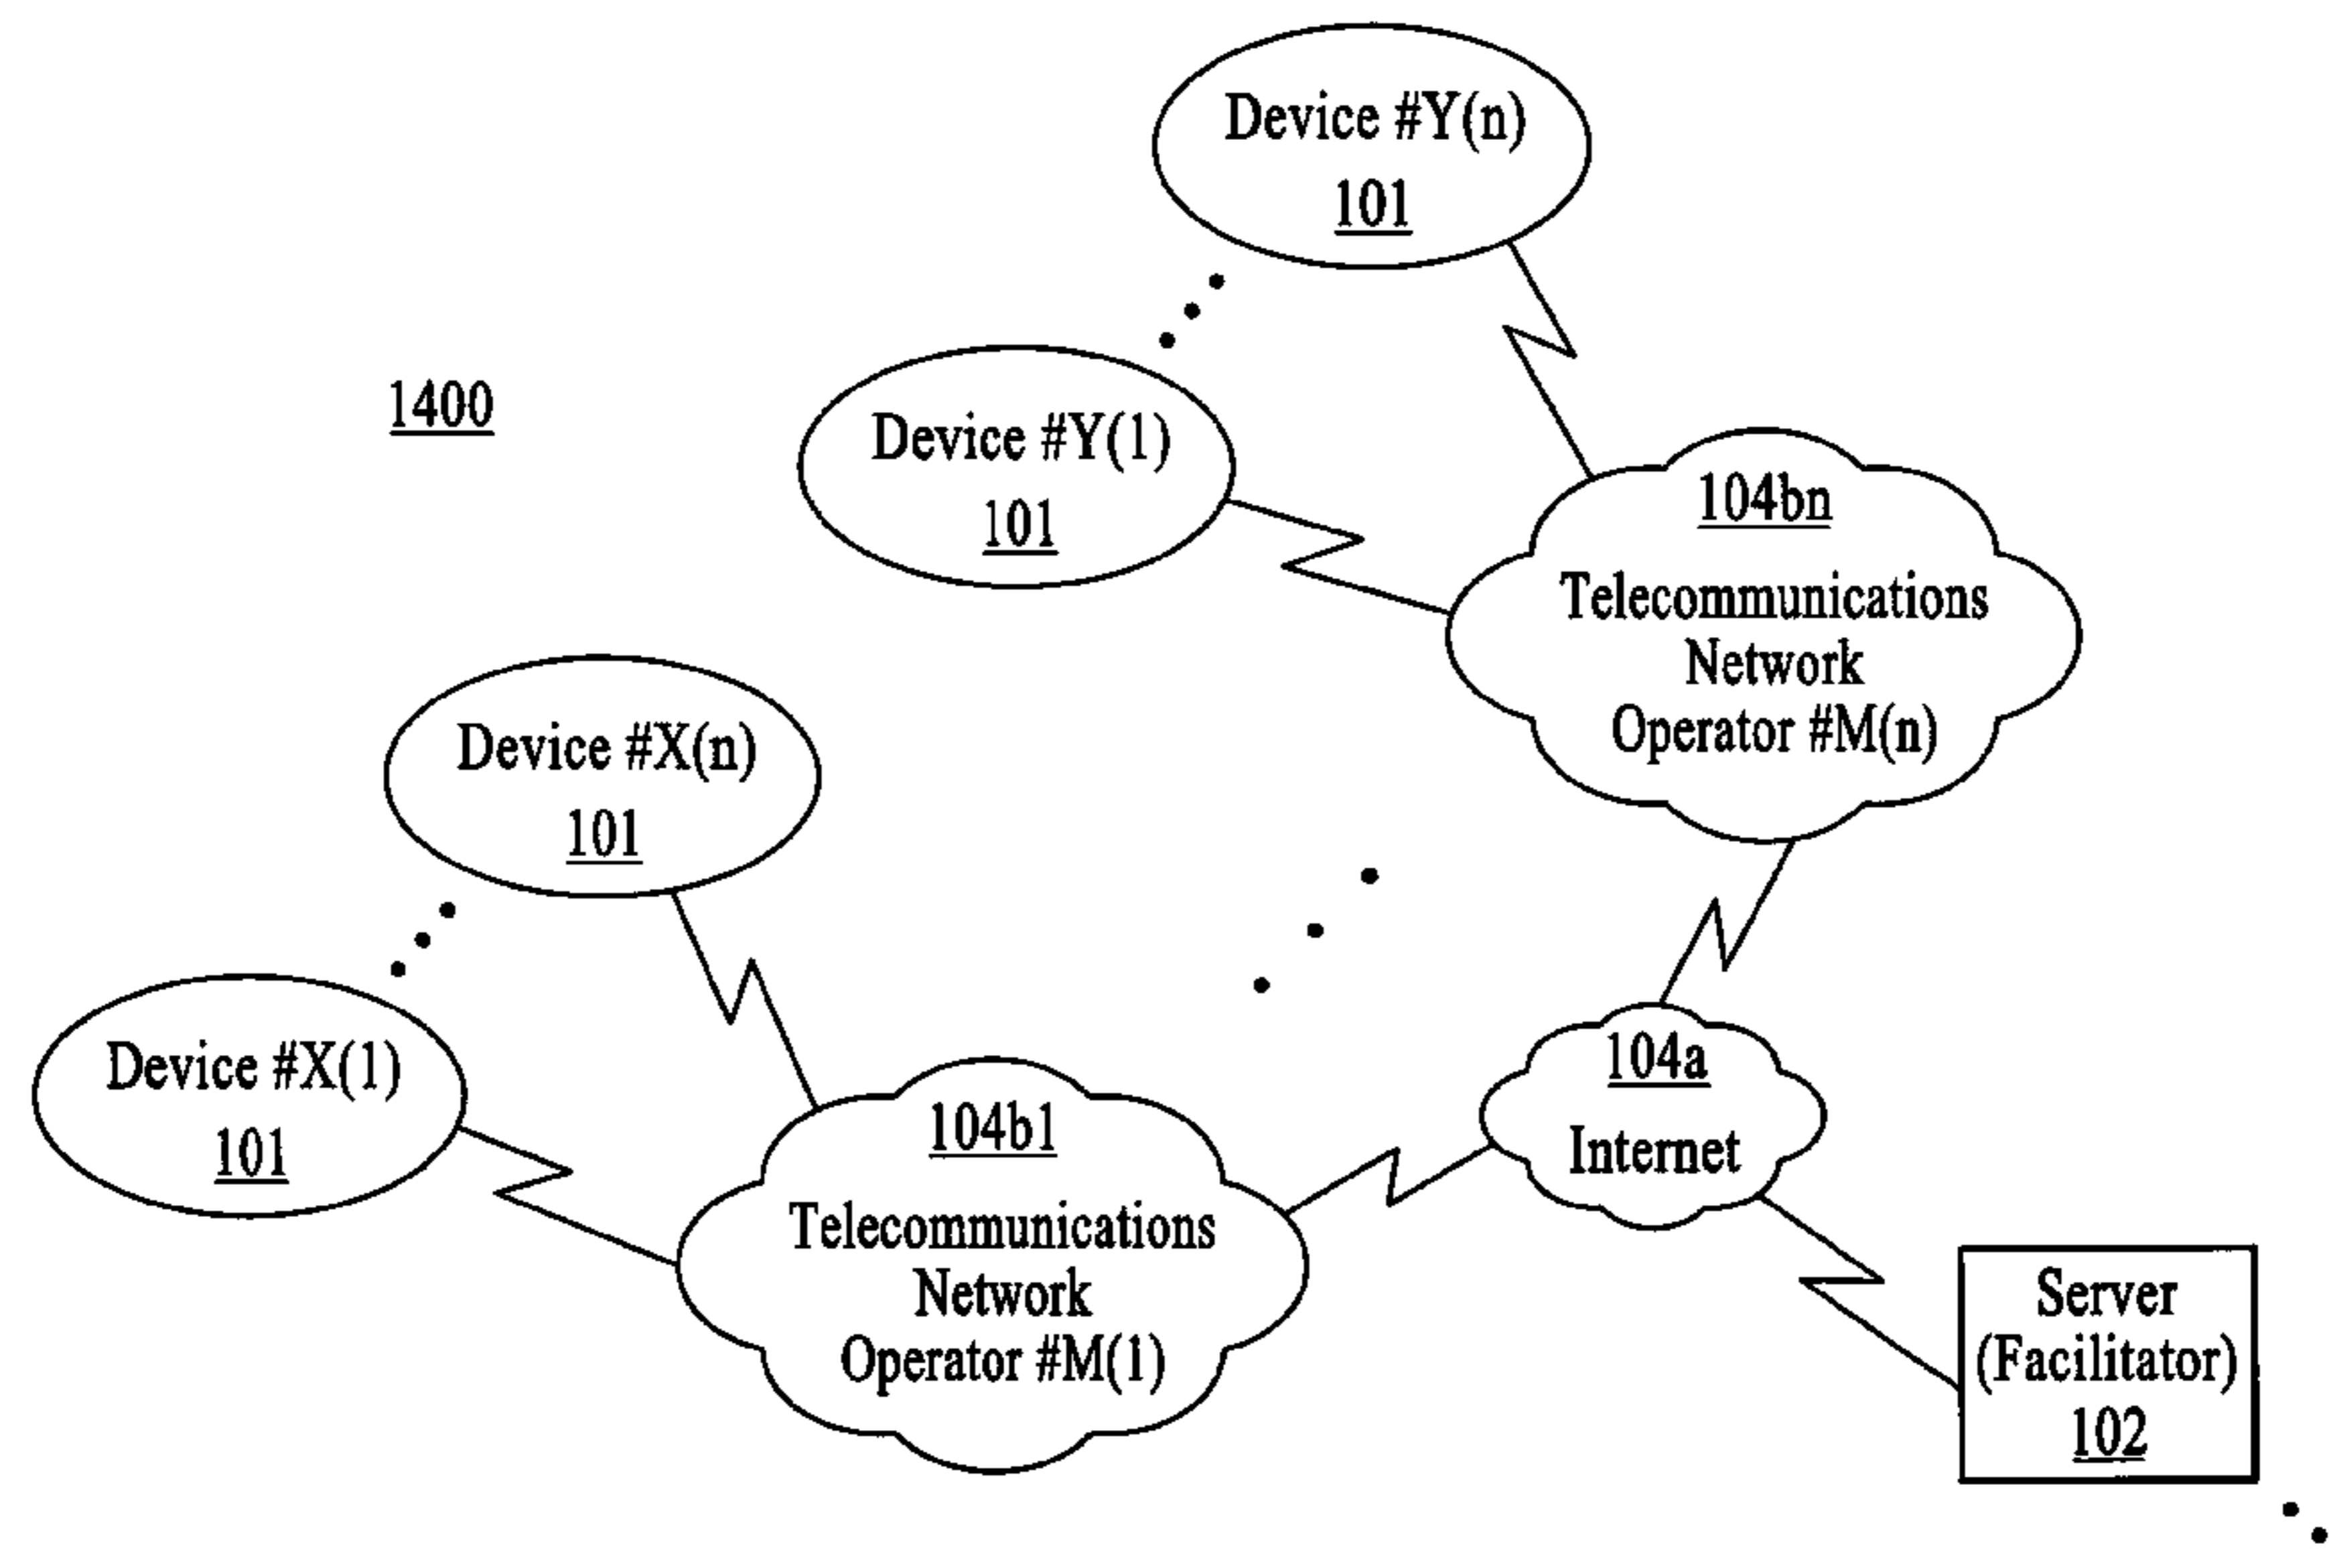 Device #Y(n)
101
1400
Device #Y(1)
101
104bn
Telecommunications
Network
Operator #M(n)
Device #X(n)
101
Device #X(1)
101
104b1
Telecommunications
Network
Operator #M(1)
104a
Internet
Server
(Facilitator)
102